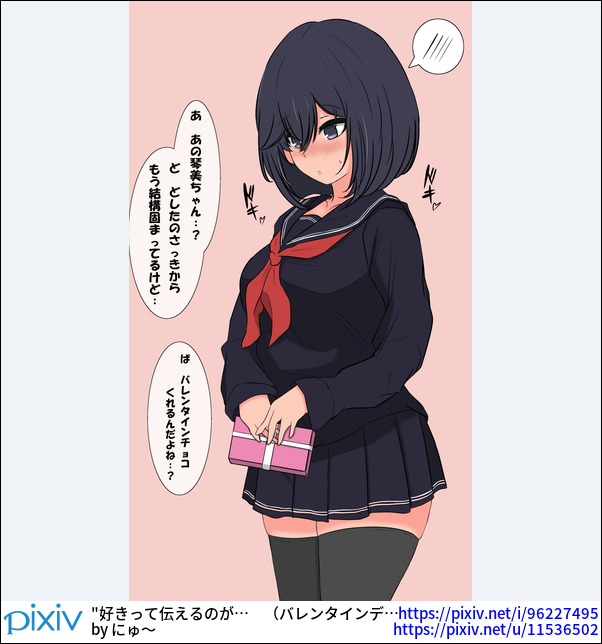 あ　あの琴美ちゃん…？
ど　どしたのさっきから
もう結構固まってるけど…
ドキ
ドキ
ば　バレンタインチョコ
くれるんだよね…？
pixiv
"好きって伝えるのが…　（バレンタインデ…
https://pixiv.net/i/96227495
by にゅ～
https://pixiv.net/u/11536502